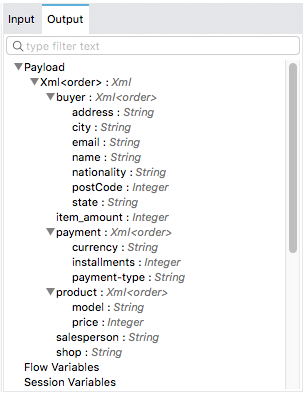 Input Output
type filter text
Payload
Xml<order> : Xml
buyer : Xml<order>
address : String
city : String
email : String
name : String
nationality : String
postCode : Integer
state : String
item_amount : Integer
payment : Xml<order>
currency : String
installments : Integer
payment-type : String
product : Xml<order>
model : String
price : Integer
salesperson : String
shop : String
Flow Variables
Session Variables